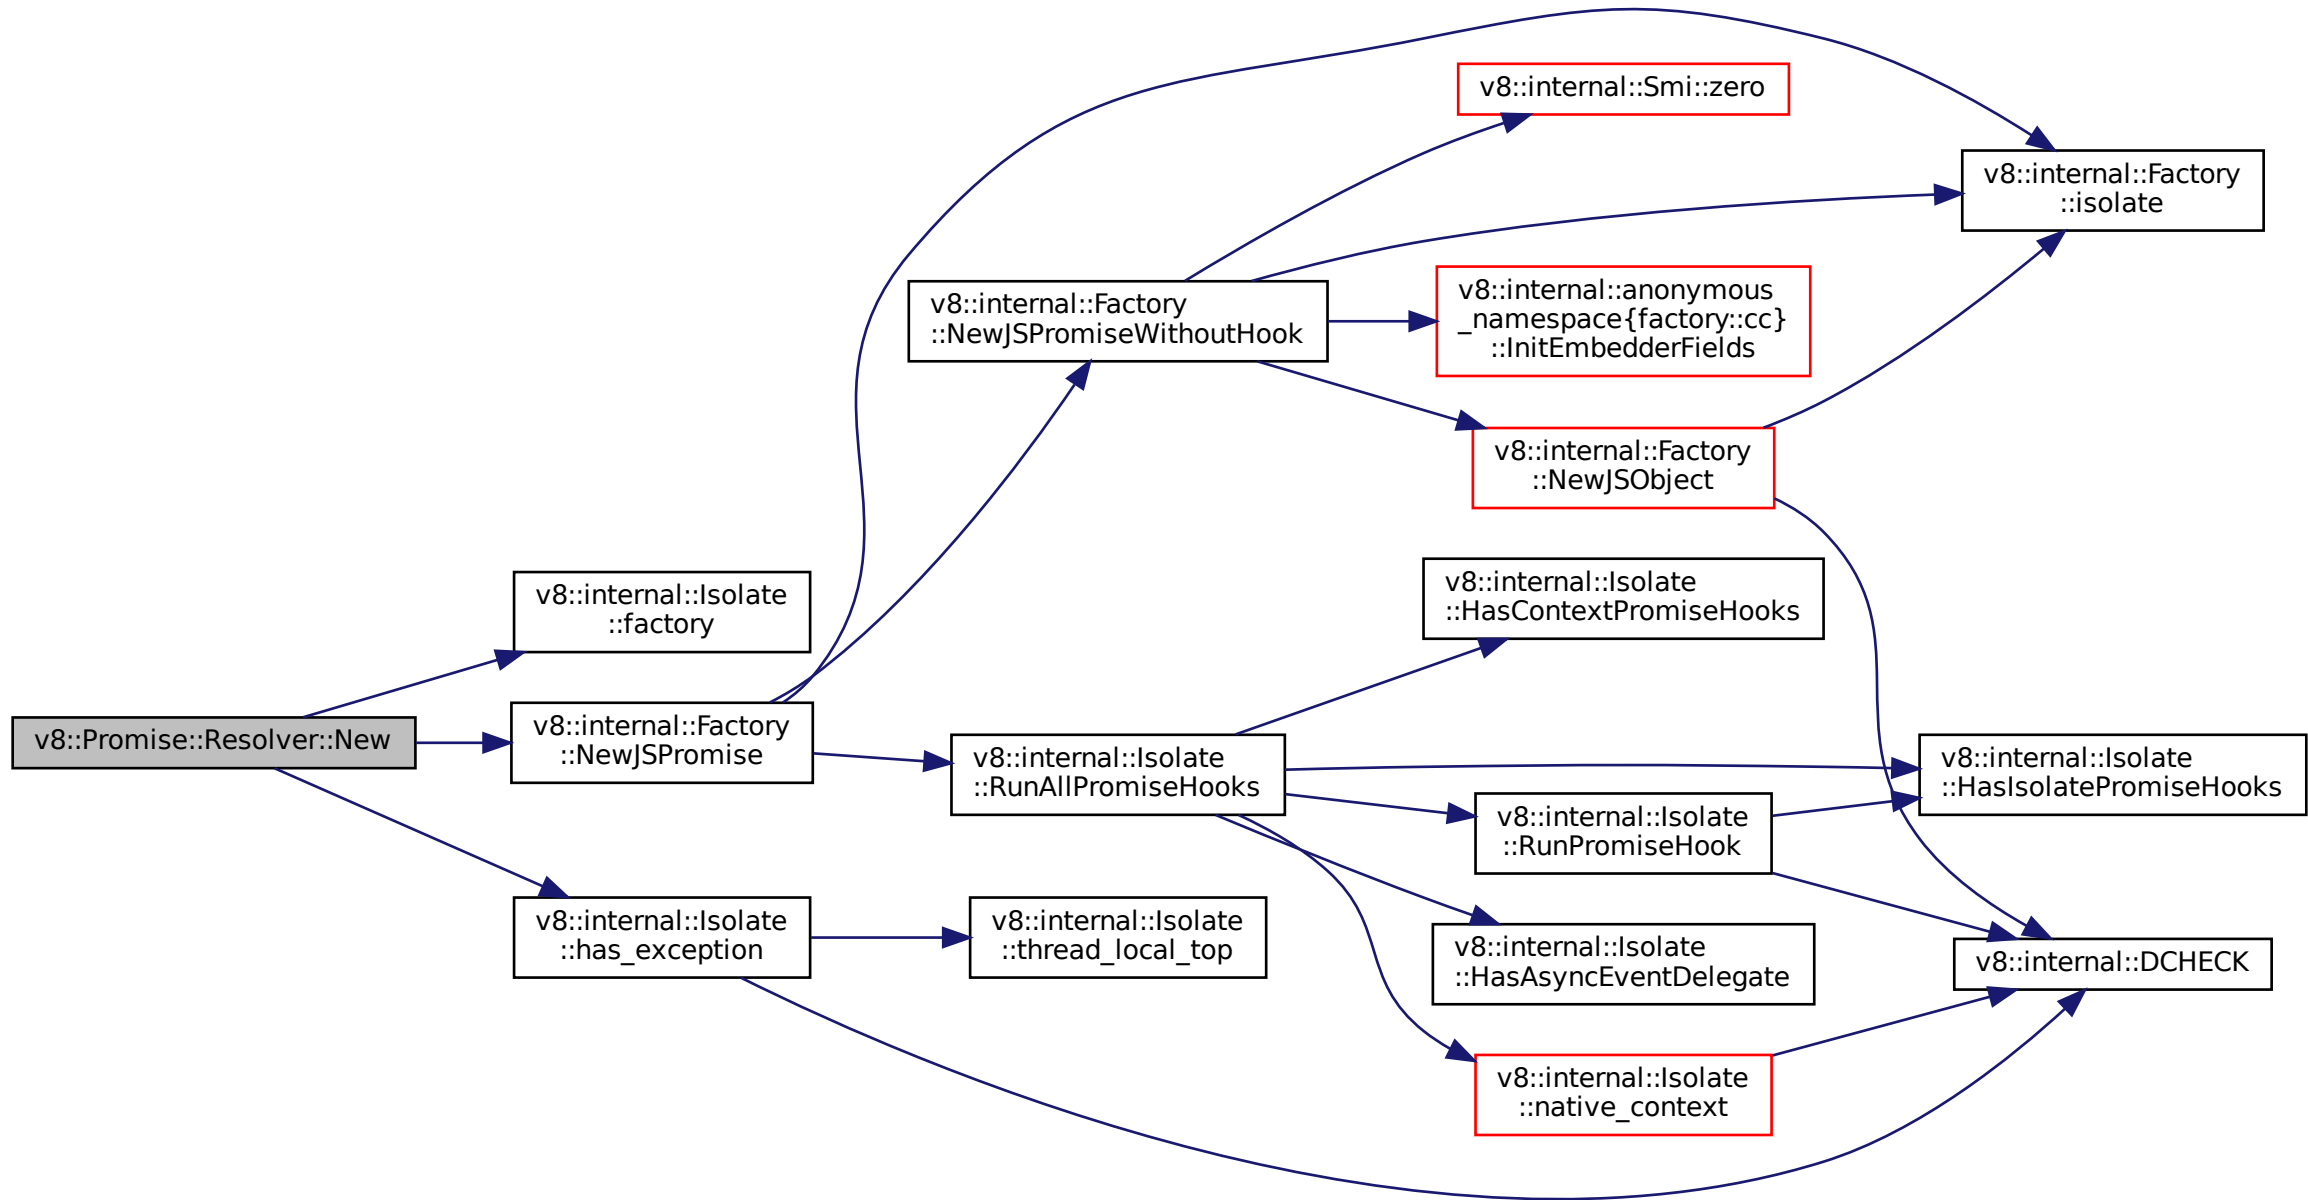 v8::Promise::Resolver::New
v8::internal::Isolate
::factory
v8::internal::Factory
::NewJSPromise
v8::internal::Isolate
::has_exception
v8::internal::Factory
::NewJSPromiseWithoutHook
v8::internal::Isolate
::RunAllPromiseHooks
v8::internal::Isolate
::thread_local_top
v8::internal::Smi::zero
v8::internal::anonymous
_namespace{factory::cc}
::InitEmbedderFields
v8::internal::Factory
::NewJSObject
v8::internal::Isolate
::HasContextPromiseHooks
v8::internal::Isolate
::RunPromiseHook
v8::internal::Isolate
::HasAsyncEventDelegate
v8::internal::Isolate
::native_context
v8::internal::Factory
::isolate
v8::internal::Isolate
::HasIsolatePromiseHooks
v8::internal::DCHECK